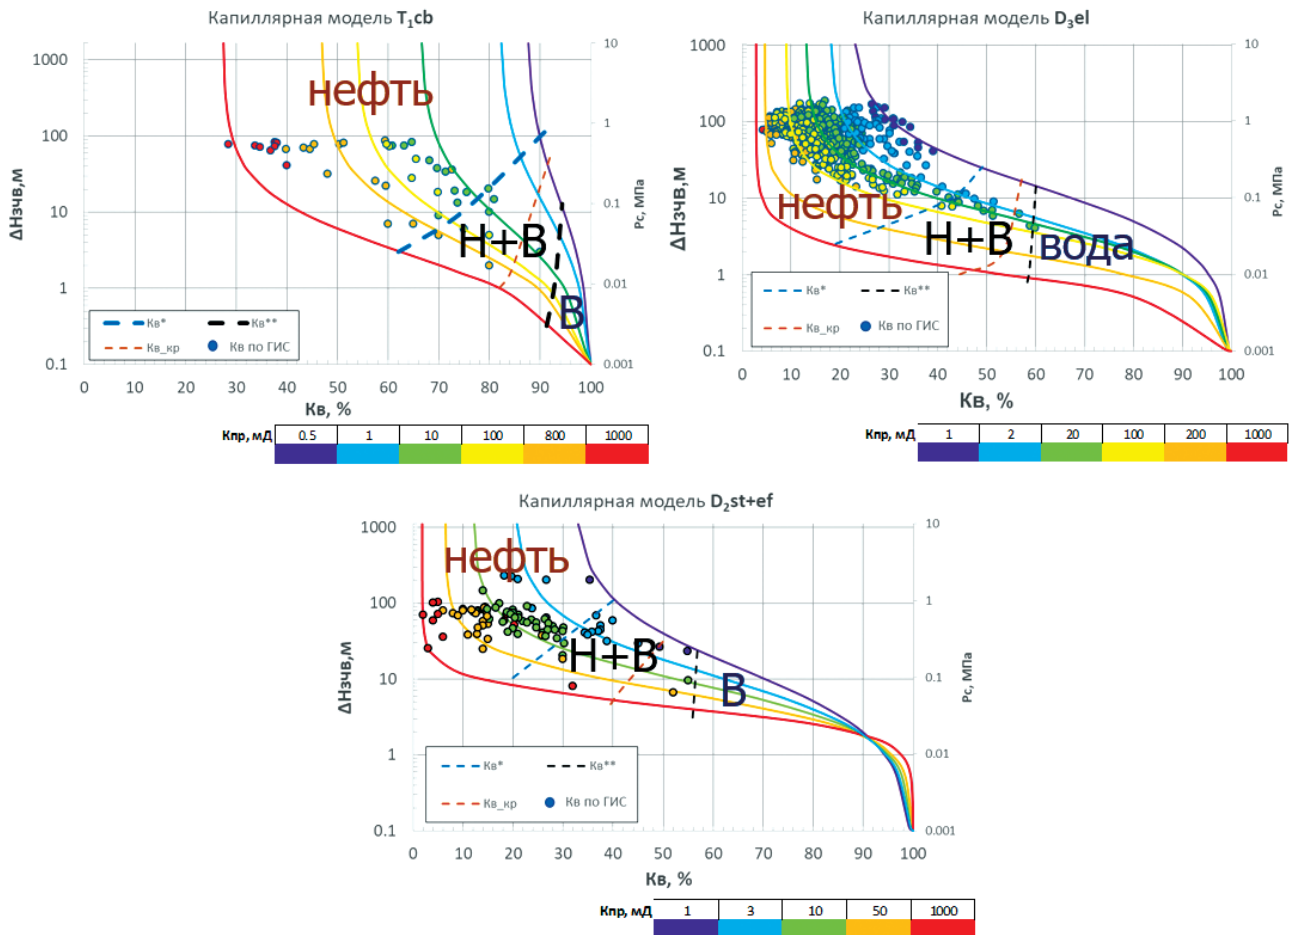 Капиллярная модель T₁cb
1000
100
10
1
0.1
ΔHзчв,м
10
1
0.1
0.01
0.001
Pc, МПа
нефть
Н+В
В
Кв*
Кв**
Кв_кр
Кв по ГИС
0 10 20 30 40 50 60 70 80 90 100
Кв, %
Кпр, мД 0.5 1 10 100 800 1000
Капиллярная модель D₃el
1000
100
10
1
0.1
ΔHзчв,м
10
1
0.1
0.01
0.001
Pc, МПа
нефть
Н+В
вода
Кв*
Кв**
Кв_кр
Кв по ГИС
0 10 20 30 40 50 60 70 80 90 100
Кв, %
Кпр, мД 1 2 20 100 200 1000
Капиллярная модель D₂st+ef
1000
100
10
1
0.1
ΔHзчв,м
10
1
0.1
0.01
0.001
Pc, МПа
нефть
Н+В
В
Кв*
Кв**
Кв_кр
Кв по ГИС
0 10 20 30 40 50 60 70 80 90 100
Кв, %
Кпр, мД 1 3 10 50 1000